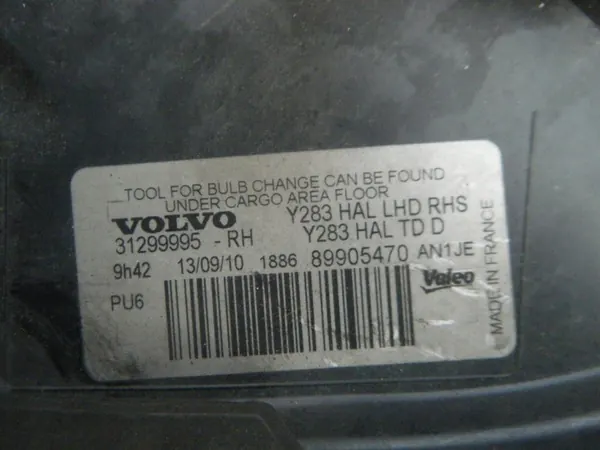 TOOL FOR BULB CHANGE CAN BE FOUND
UNDER CARGO AREA FLOOR
VOLVO Y283 HAL LHD RHS
31299995 - RH Y283 HAL TD D
9h42 13/09/10 1886 89905470 AN1JE
PU6
Valeo
MADE IN FRANCE